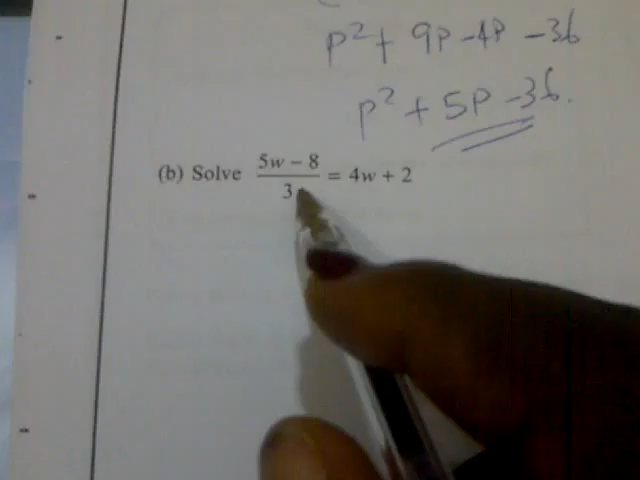 p² + 9p - 4p - 36
p² + 5p - 36.
(b) Solve (5w − 8)/3 = 4w + 2